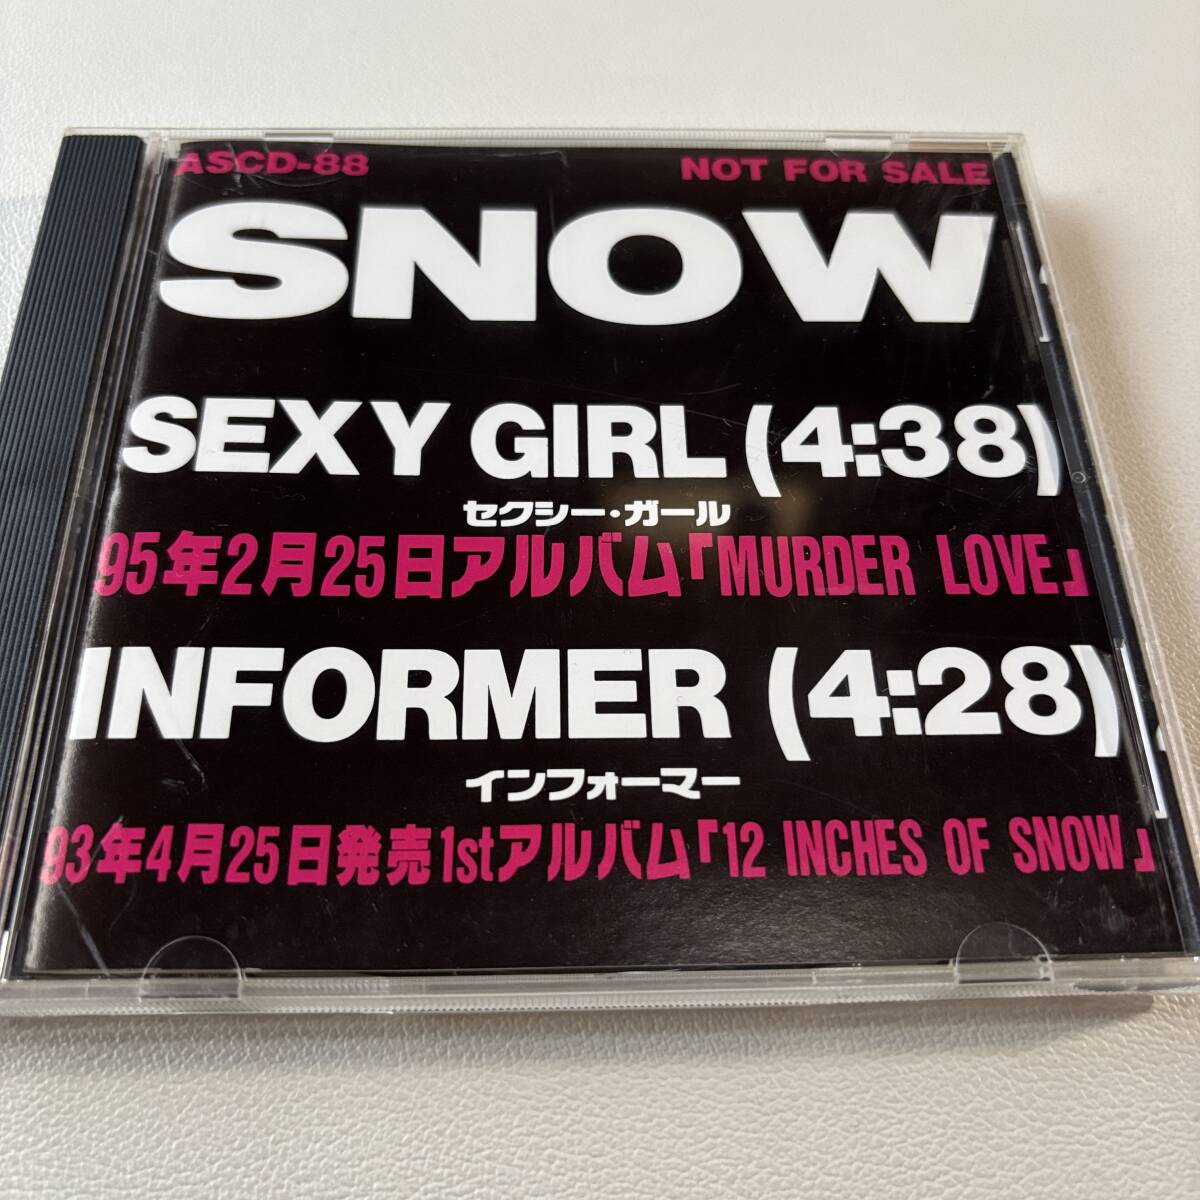 ASCD-88
NOT FOR SALE
SNOW
SEXY GIRL (4:38)
セクシー・ガール
95年2月25日アルバム「MURDER LOVE」
INFORMER (4:28)
インフォーマー
93年4月25日発売1stアルバム「12 INCHES OF SNOW」